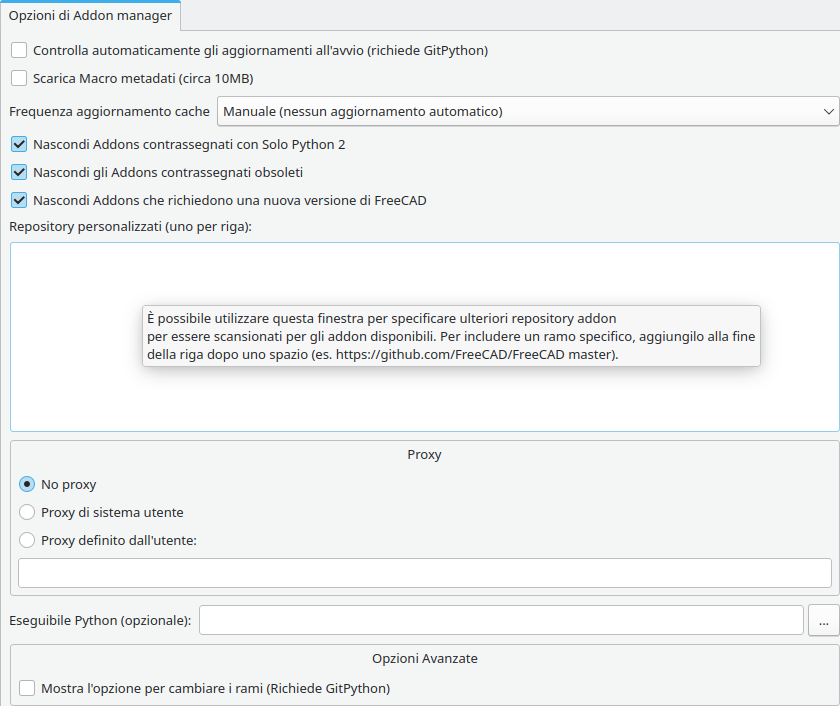 Opzioni di Addon manager
Controlla automaticamente gli aggiornamenti all'avvio (richiede GitPython)
Scarica Macro metadati (circa 10MB)
Frequenza aggiornamento cache Manuale (nessun aggiornamento automatico)
Nascondi Addons contrassegnati con Solo Python 2
Nascondi gli Addons contrassegnati obsoleti
Nascondi Addons che richiedono una nuova versione di FreeCAD
Repository personalizzati (uno per riga):
È possibile utilizzare questa finestra per specificare ulteriori repository addon
per essere scansionati per gli addon disponibili. Per includere un ramo specifico, aggiungilo alla fine
della riga dopo uno spazio (es. https://github.com/FreeCAD/FreeCAD master).
Proxy
No proxy
Proxy di sistema utente
Proxy definito dall'utente:
Eseguibile Python (opzionale): ...
Opzioni Avanzate
Mostra l'opzione per cambiare i rami (Richiede GitPython)